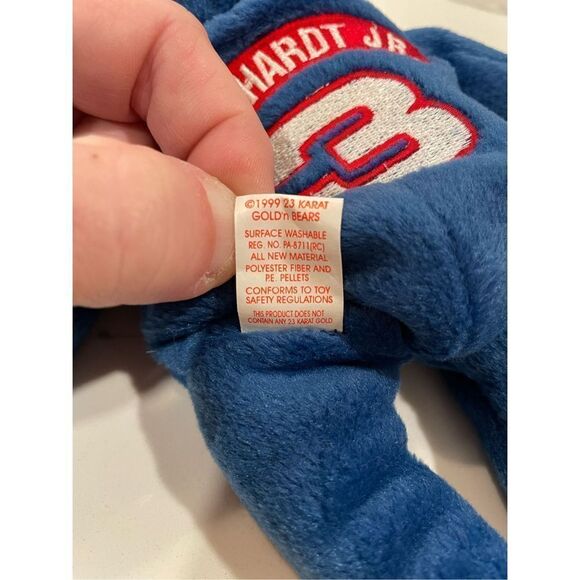 HARDT JR.
3
©1999 23 KARAT
GOLD'n BEARS
SURFACE WASHABLE
REG. NO. PA-8711(RC)
ALL NEW MATERIAL
POLYESTER FIBER AND
P.E. PELLETS
CONFORMS TO TOY
SAFETY REGULATIONS
THIS PRODUCT DOES NOT
CONTAIN ANY 23 KARAT GOLD